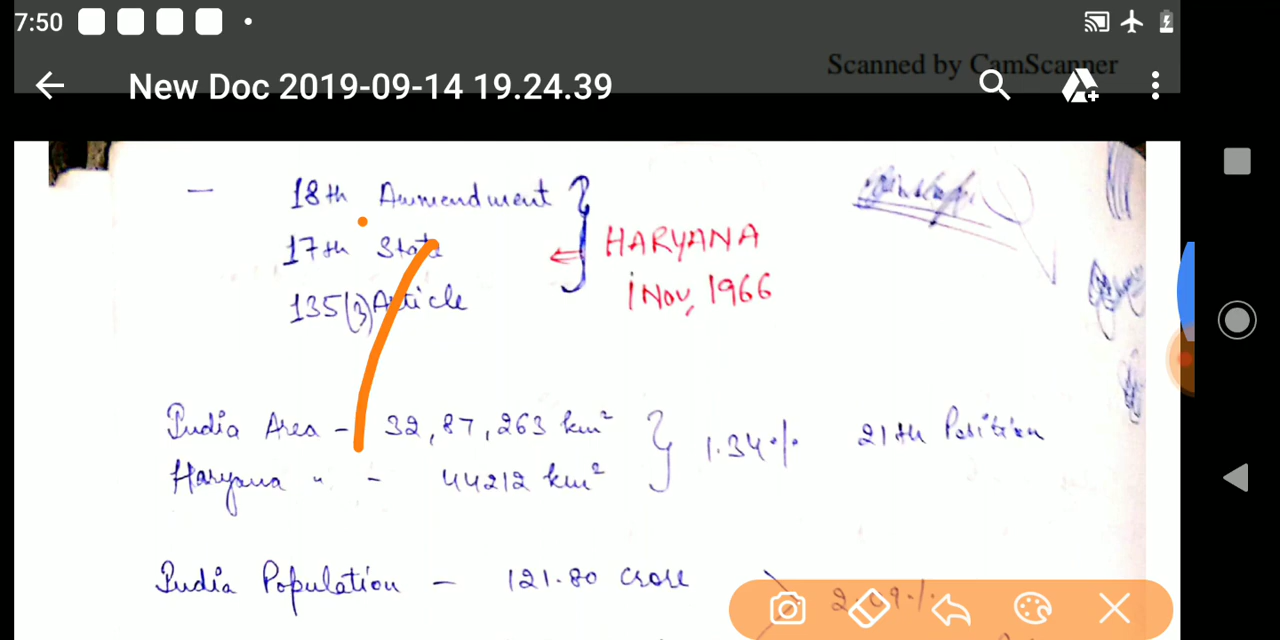 7:50
Scanned by CamScanner
New Doc 2019-09-14 19.24.39
— 18th Ammendment
17th State
135(3) Article
HARYANA
1 Nov, 1966
India Area - 32,87,263 km²
Haryana " - 44212 km²
1.34%
21th Position
India Population - 121.80 crore